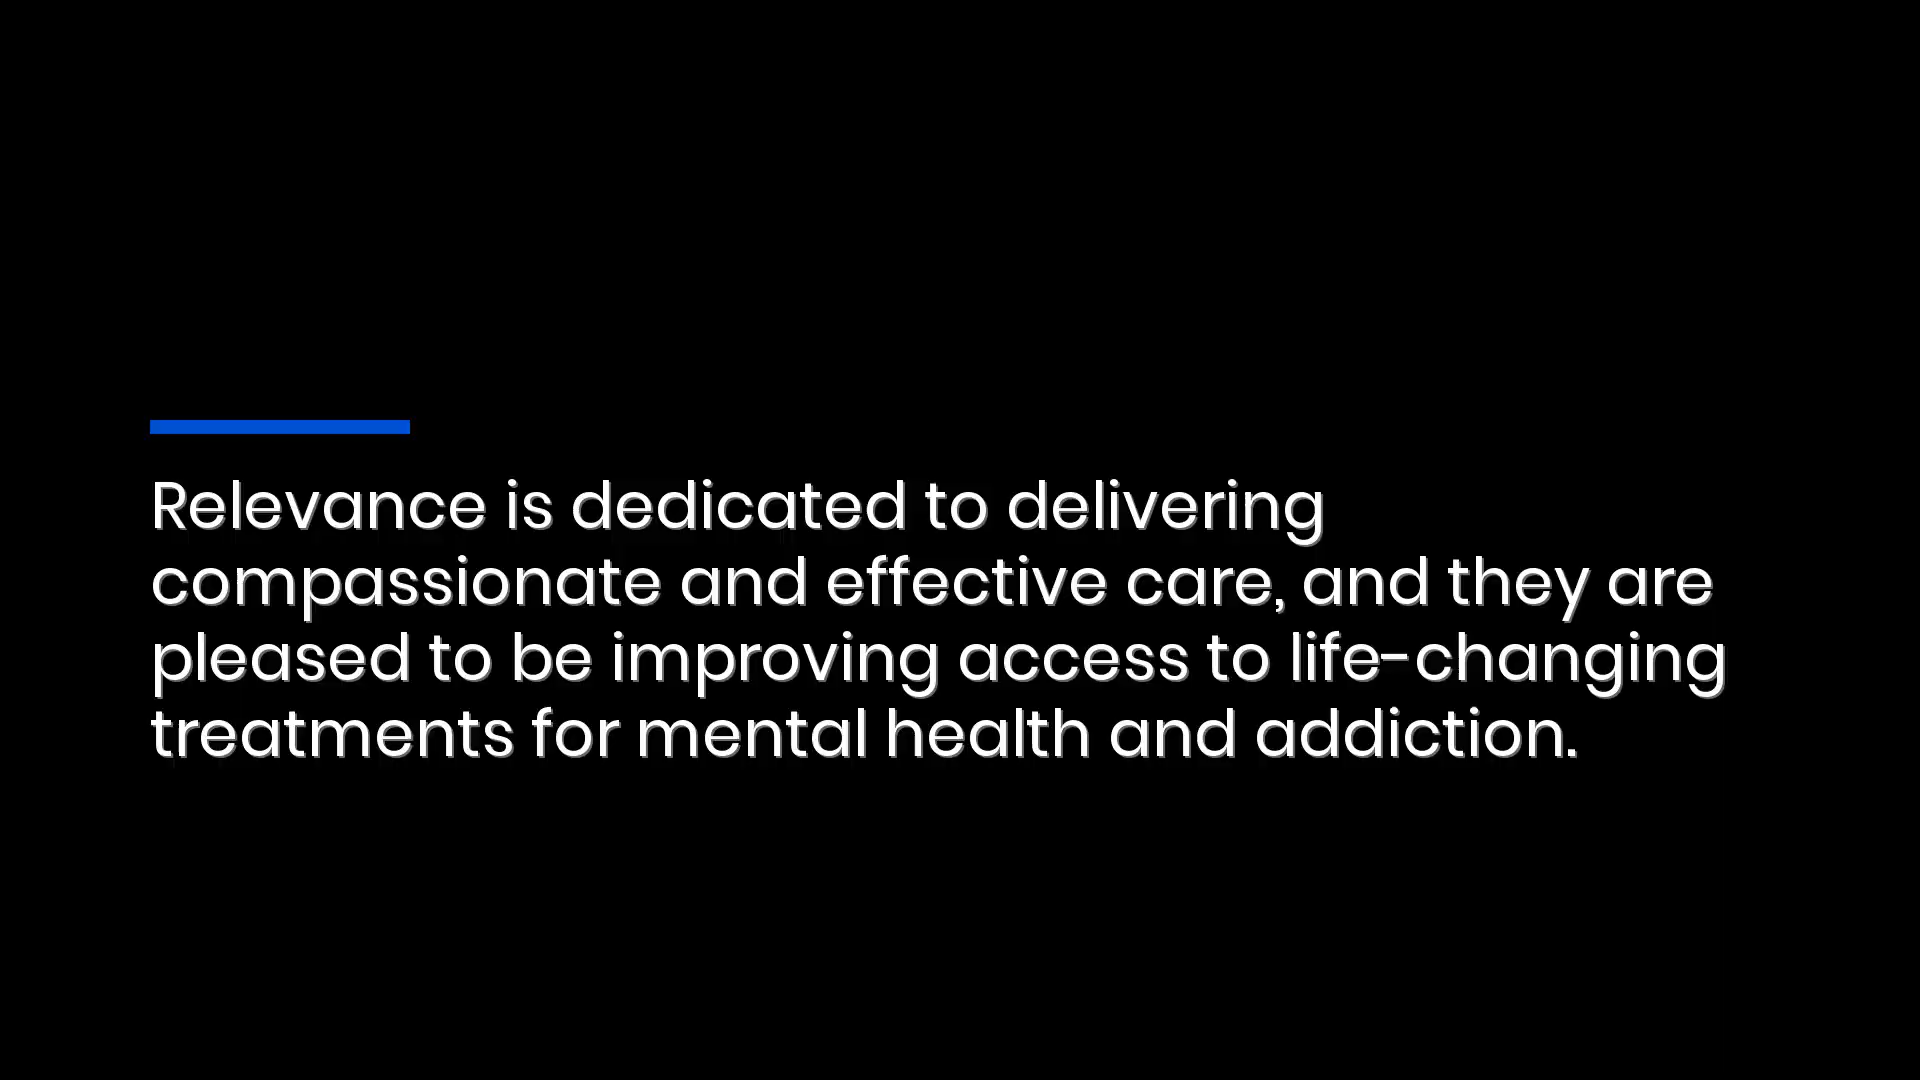 Relevance is dedicated to delivering
compassionate and effective care, and they are
pleased to be improving access to life-changing
treatments for mental health and addiction.